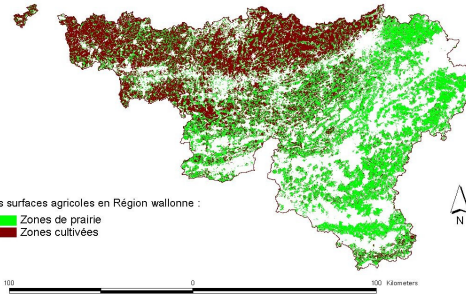 s surfaces agricoles en Région wallonne :
Zones de prairie
Zones cultivées
N
100 0 100 Kilometers